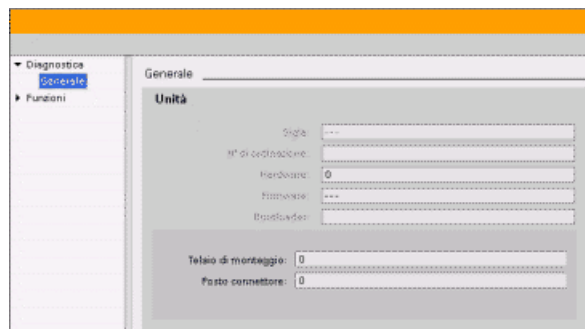 Diagnostica
Generale
Funzioni
Generale
Unità
Sigla: ---
N° di ordinazione:
Hardware: 0
Firmware: ---
Bootloader:
Telaio di montaggio: 0
Posto connettore: 0